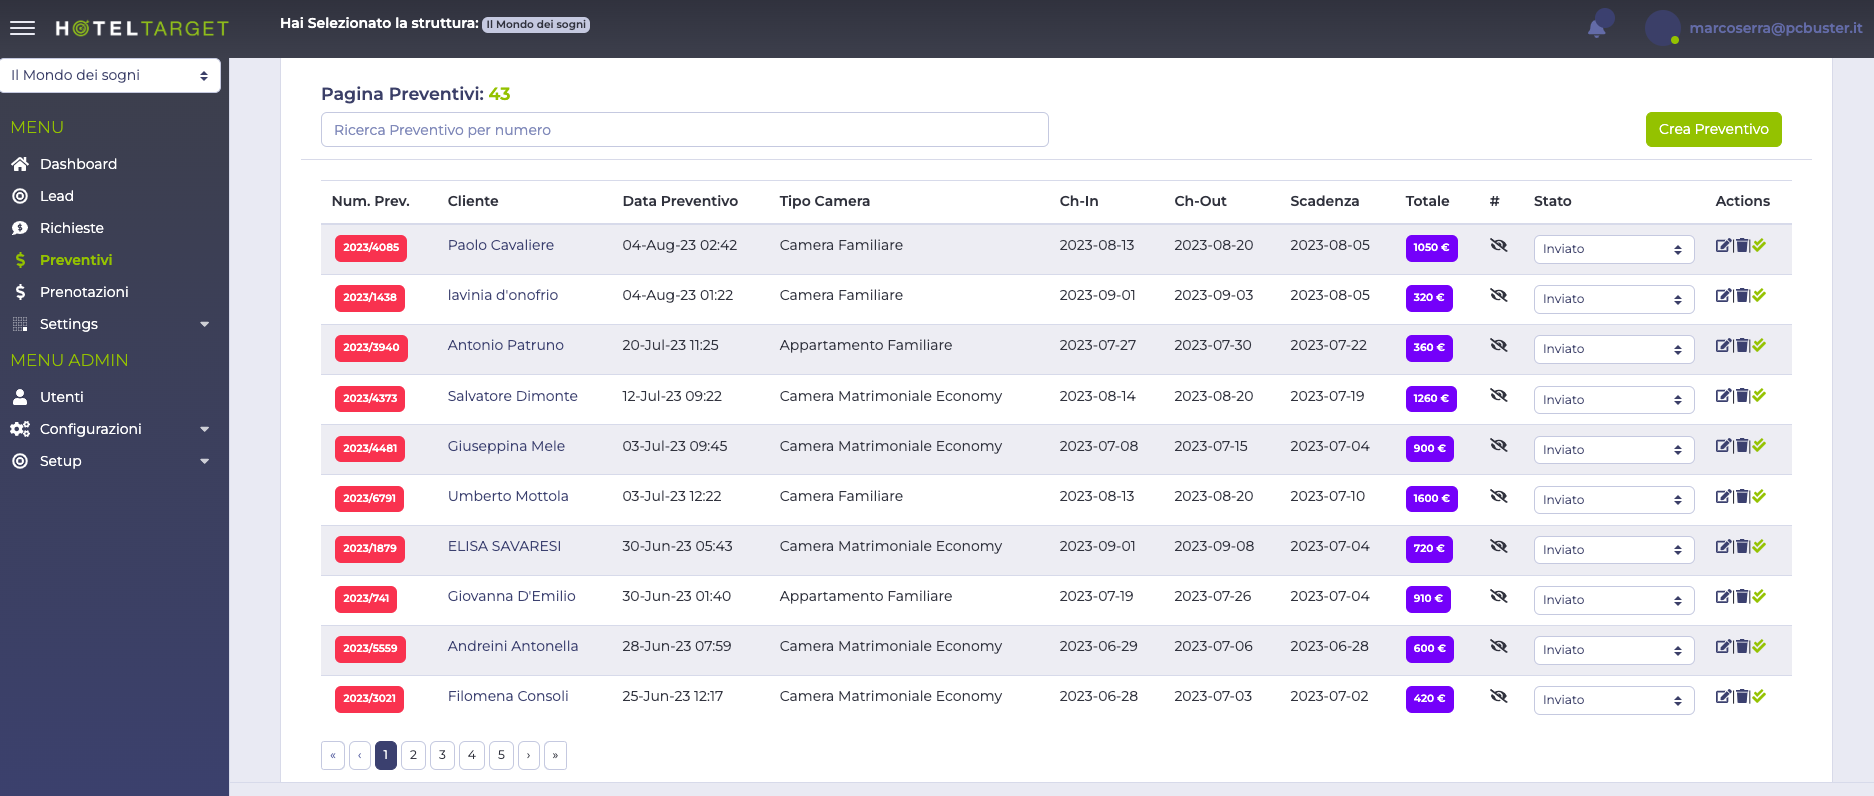 HOTELTARGET
Hai Selezionato la struttura: Il Mondo dei sogni
marcoserra@pcbuster.it
Il Mondo dei sogni
MENU
Dashboard
Lead
Richieste
Preventivi
Prenotazioni
Settings
MENU ADMIN
Utenti
Configurazioni
Setup
Pagina Preventivi: 43
Ricerca Preventivo per numero
Crea Preventivo
Num. Prev. Cliente Data Preventivo Tipo Camera Ch-In Ch-Out Scadenza Totale # Stato Actions
2023/4085 Paolo Cavaliere 04-Aug-23 02:42 Camera Familiare 2023-08-13 2023-08-20 2023-08-05 1050 € Inviato
2023/1438 lavinia d'onofrio 04-Aug-23 01:22 Camera Familiare 2023-09-01 2023-09-03 2023-08-05 320 € Inviato
2023/3940 Antonio Patruno 20-Jul-23 11:25 Appartamento Familiare 2023-07-27 2023-07-30 2023-07-22 360 € Inviato
2023/4373 Salvatore Dimonte 12-Jul-23 09:22 Camera Matrimoniale Economy 2023-08-14 2023-08-20 2023-07-19 1260 € Inviato
2023/4481 Giuseppina Mele 03-Jul-23 09:45 Camera Matrimoniale Economy 2023-07-08 2023-07-15 2023-07-04 900 € Inviato
2023/6791 Umberto Mottola 03-Jul-23 12:22 Camera Familiare 2023-08-13 2023-08-20 2023-07-10 1600 € Inviato
2023/1879 ELISA SAVARESI 30-Jun-23 05:43 Camera Matrimoniale Economy 2023-09-01 2023-09-08 2023-07-04 720 € Inviato
2023/741 Giovanna D'Emilio 30-Jun-23 01:40 Appartamento Familiare 2023-07-19 2023-07-26 2023-07-04 910 € Inviato
2023/5559 Andreini Antonella 28-Jun-23 07:59 Camera Matrimoniale Economy 2023-06-29 2023-07-06 2023-06-28 600 € Inviato
2023/3021 Filomena Consoli 25-Jun-23 12:17 Camera Matrimoniale Economy 2023-06-28 2023-07-03 2023-07-02 420 € Inviato
« ‹ 1 2 3 4 5 › »